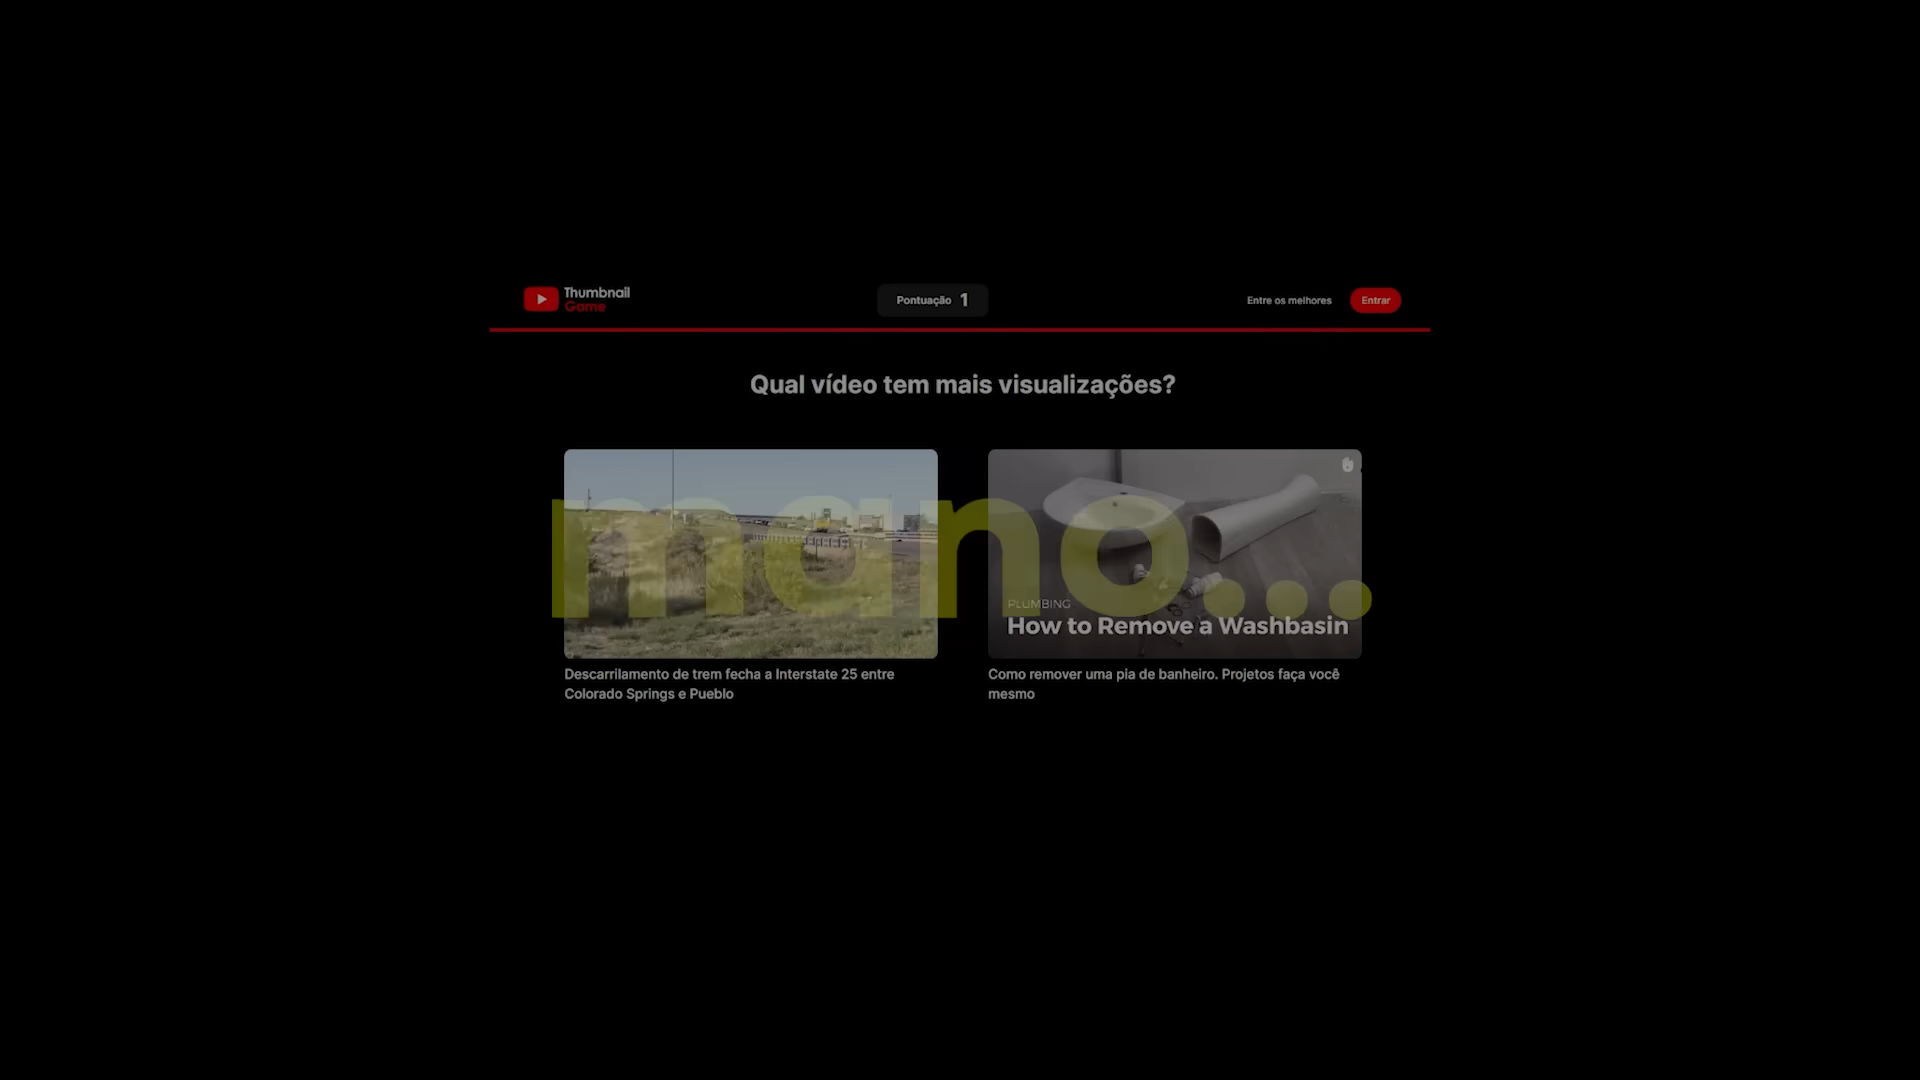 Thumbnail
Game
Pontuação 1
Entre os melhores
Entrar
Qual vídeo tem mais visualizações?
mano...
PLUMBING
How to Remove a Washbasin
Descarrilamento de trem fecha a Interstate 25 entre
Colorado Springs e Pueblo
Como remover uma pia de banheiro. Projetos faça você
mesmo